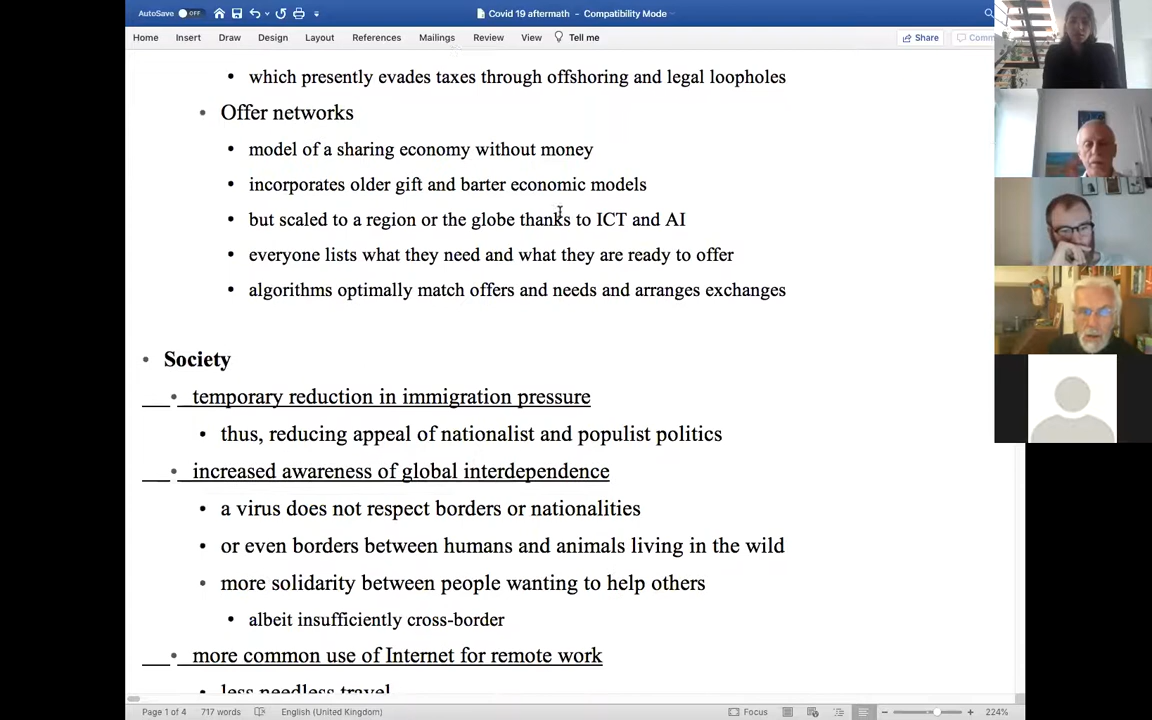 AutoSave OFF Covid 19 aftermath - Compatibility Mode
Home Insert Draw Design Layout References Mailings Review View Tell me Share Comm
• which presently evades taxes through offshoring and legal loopholes
• Offer networks
• model of a sharing economy without money
• incorporates older gift and barter economic models
• but scaled to a region or the globe thanks to ICT and AI
• everyone lists what they need and what they are ready to offer
• algorithms optimally match offers and needs and arranges exchanges
• Society
• temporary reduction in immigration pressure
• thus, reducing appeal of nationalist and populist politics
• increased awareness of global interdependence
• a virus does not respect borders or nationalities
• or even borders between humans and animals living in the wild
• more solidarity between people wanting to help others
• albeit insufficiently cross-border
• more common use of Internet for remote work
• less needless travel
Page 1 of 4 717 words English (United Kingdom) Focus 224%